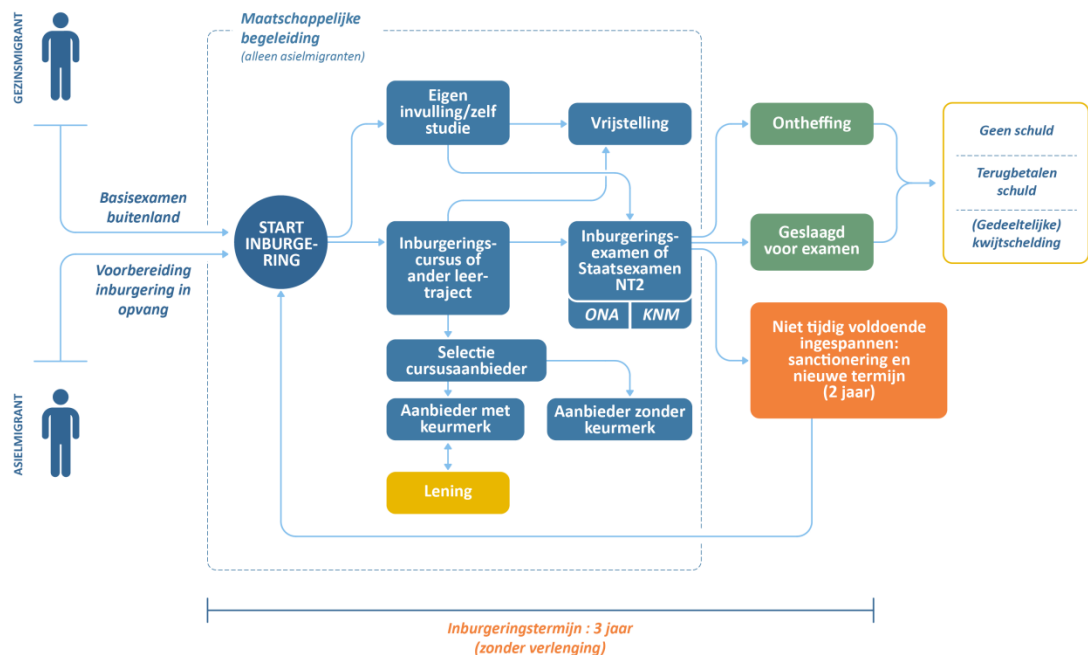 GEZINSMIGRANT
Maatschappelijke
begeleiding
(alleen asielmigranten)
Eigen
invulling/zelf
studie
Vrijstelling
Ontheffing
Geen schuld
Terugbetalen
schuld
(Gedeeltelijke)
kwijtschelding
Basisexamen
buitenland
START
INBURGE-
RING
Inburgerings-
cursus of
ander leer-
traject
Inburgerings-
examen of
Staatsexamen
NT2
ONA
KNM
Geslaagd
voor examen
Voorbereiding
inburgering in
opvang
Niet tijdig voldoende
ingespannen:
sanctionering en
nieuwe termijn
(2 jaar)
Selectie
cursusaanbieder
Aanbieder met
keurmerk
Aanbieder zonder
keurmerk
ASIELMIGRANT
Lening
Inburgeringstermijn : 3 jaar
(zonder verlenging)